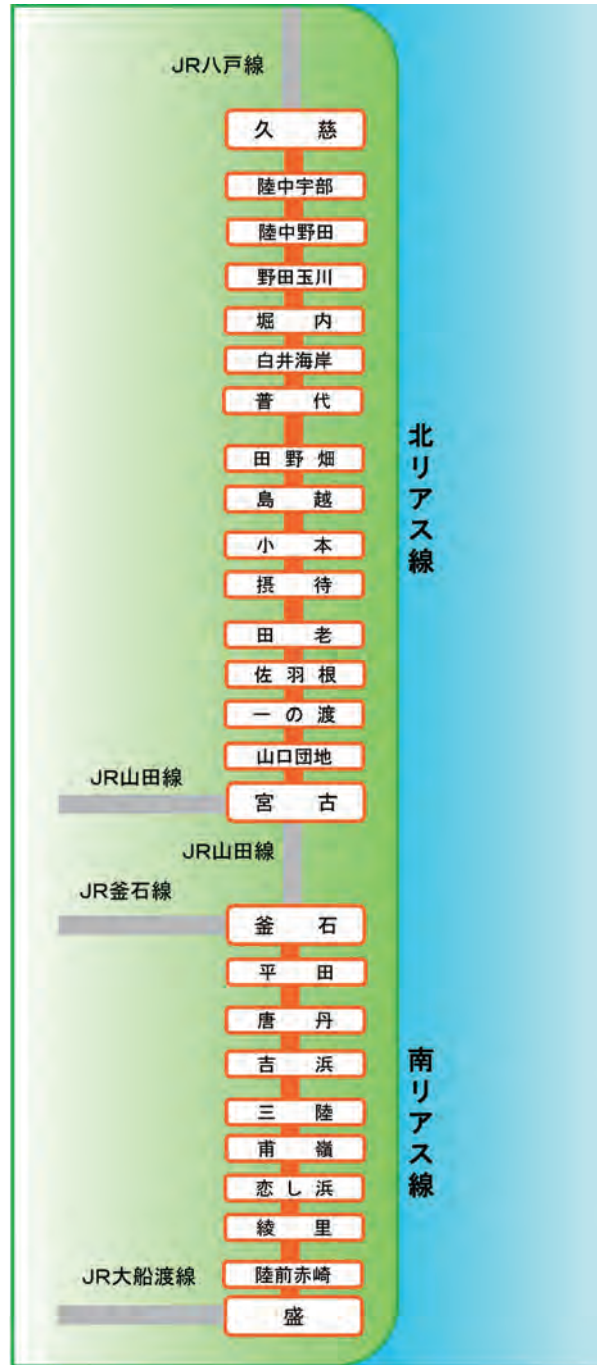 JR八戸線
久慈
陸中宇部
陸中野田
野田玉川
堀内
白井海岸
普代
田野畑
島越
小本
摂待
田老
佐羽根
一の渡
山口団地
宮古
北リアス線
JR山田線
JR山田線
JR釜石線
釜石
平田
唐丹
吉浜
三陸
甫嶺
恋し浜
綾里
陸前赤崎
盛
南リアス線
JR大船渡線